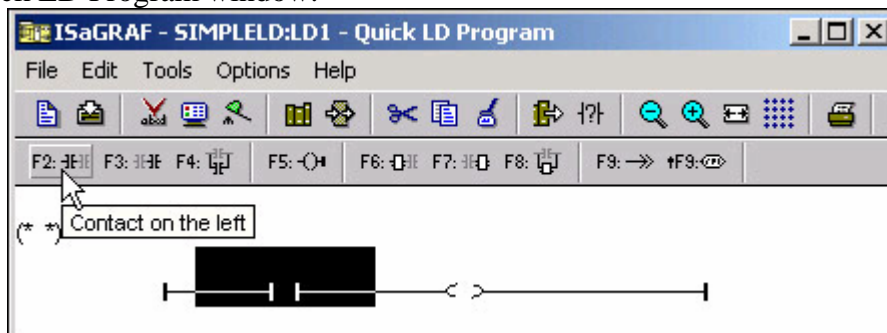 ISaGRAF - SIMPLELD:LD1 - Quick LD Program
File Edit Tools Options Help
F2: F3: F4: F5: F6: F7: F8: F9: F9:
Contact on the left
(* *)